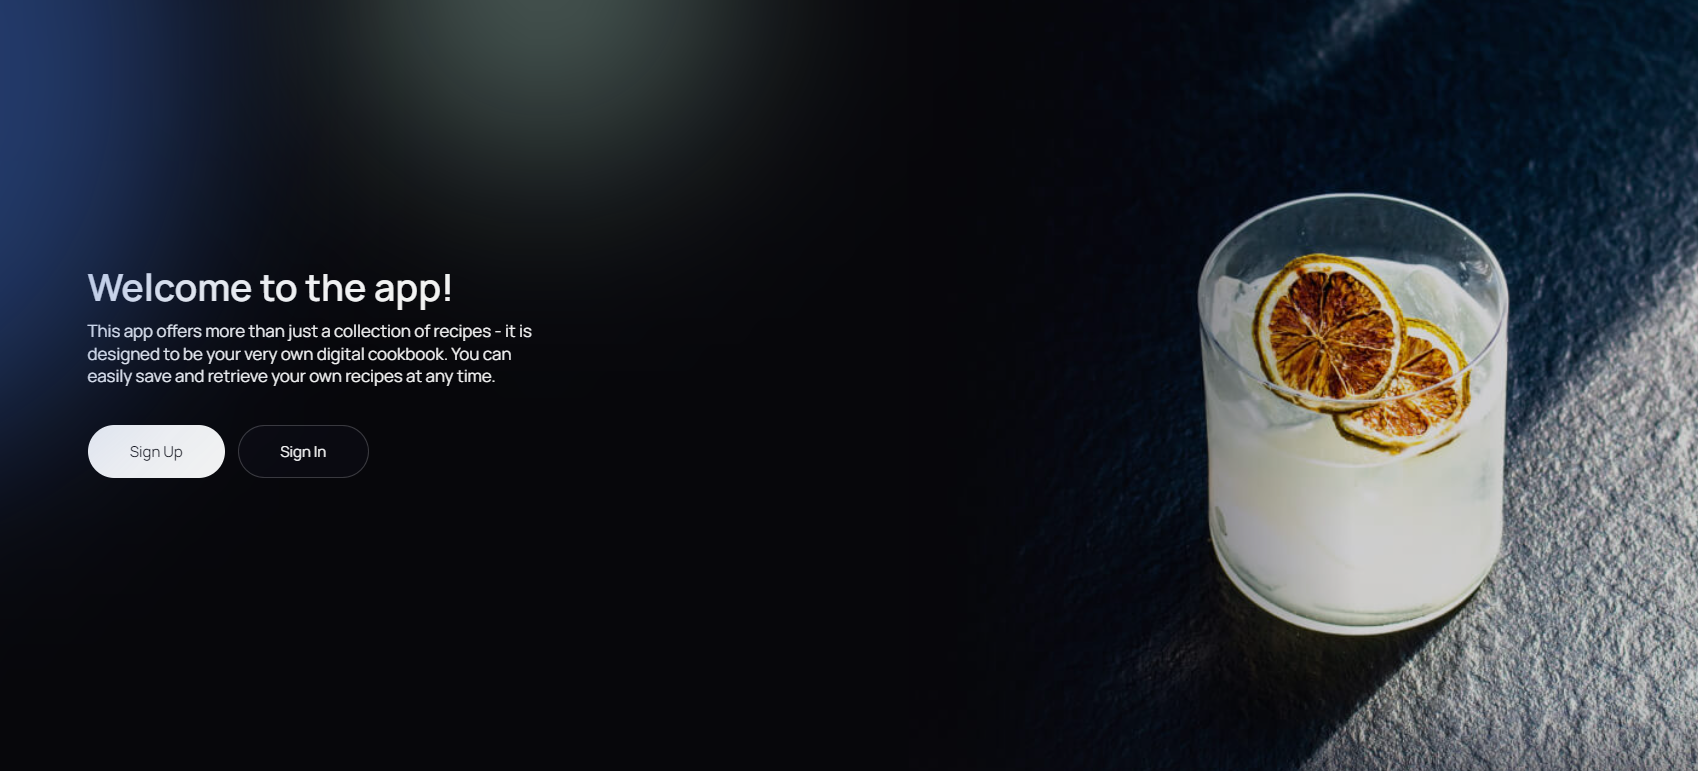 Welcome to the app!
This app offers more than just a collection of recipes - it is
designed to be your very own digital cookbook. You can
easily save and retrieve your own recipes at any time.
Sign Up
Sign In